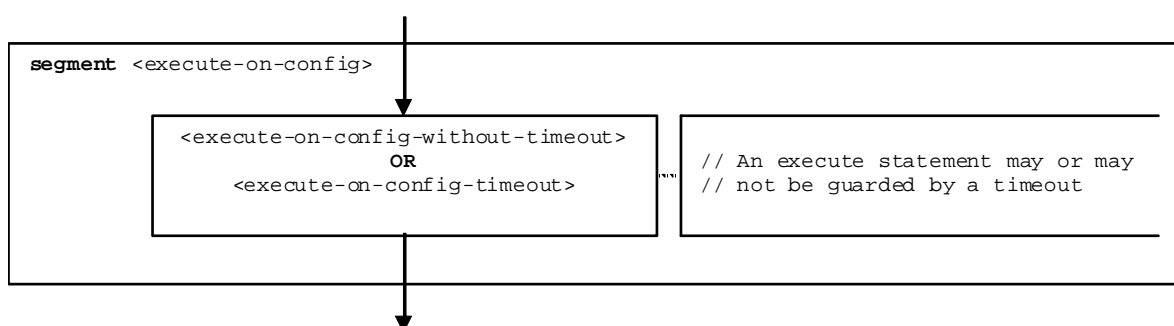 segment <execute-on-config>
<execute-on-config-without-timeout>
OR
<execute-on-config-timeout>
// An execute statement may or may
// not be guarded by a timeout